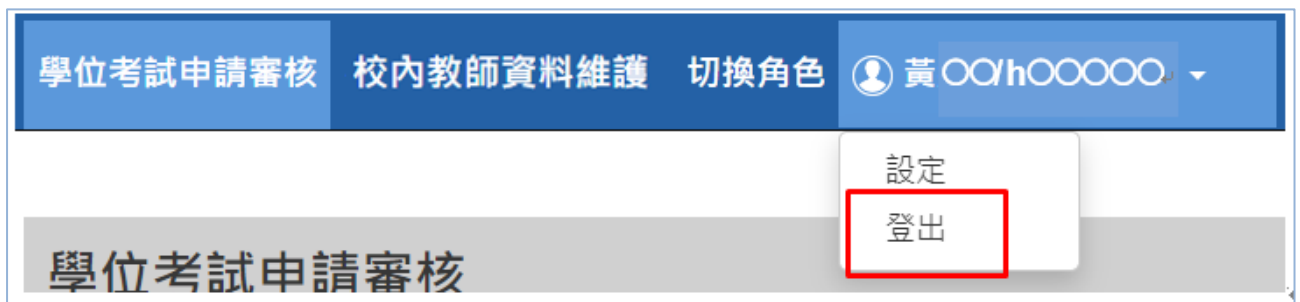 學位考試申請審核 校內教師資料維護 切換角色 黃〇〇/h〇〇〇〇〇
設定
登出
學位考試申請審核